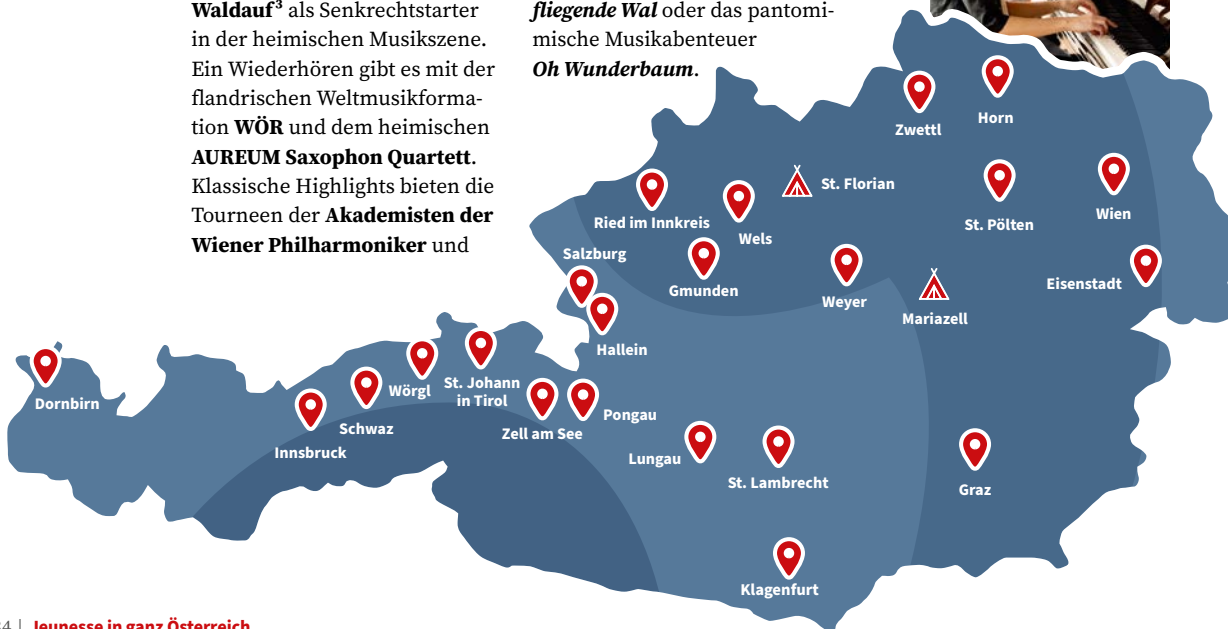 Waldauf³ als Senkrechtstarter
in der heimischen Musikszene.
Ein Wiederhören gibt es mit der
flandrischen Weltmusikforma-
tion WÖR und dem heimischen
AUREUM Saxophon Quartett.
Klassische Highlights bieten die
Tourneen der Akademisten der
Wiener Philharmoniker und
fliegende Wal oder das pantomi-
mische Musikabenteuer
Oh Wunderbaum.
Zwettl
Horn
St. Florian
Ried im Innkreis
Wels
St. Pölten
Wien
Salzburg
Gmunden
Weyer
Eisenstadt
Mariazell
Hallein
Dornbirn
Wörgl
St. Johann
in Tirol
Schwaz
Innsbruck
Zell am See
Pongau
Lungau
St. Lambrecht
Graz
Klagenfurt
4 | Jeunesse in ganz Österreich